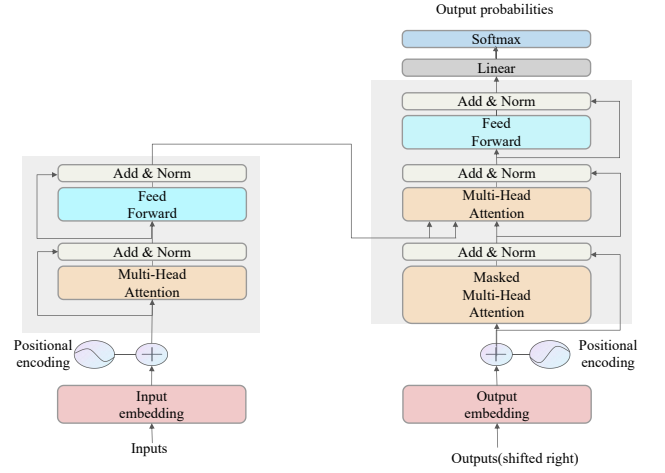 Output probabilities
Softmax
Linear
Add & Norm
Feed
Forward
Add & Norm
Multi-Head
Attention
Add & Norm
Masked
Multi-Head
Attention
Positional
encoding
Output
embedding
Outputs(shifted right)
Add & Norm
Feed
Forward
Add & Norm
Multi-Head
Attention
Positional
encoding
Input
embedding
Inputs